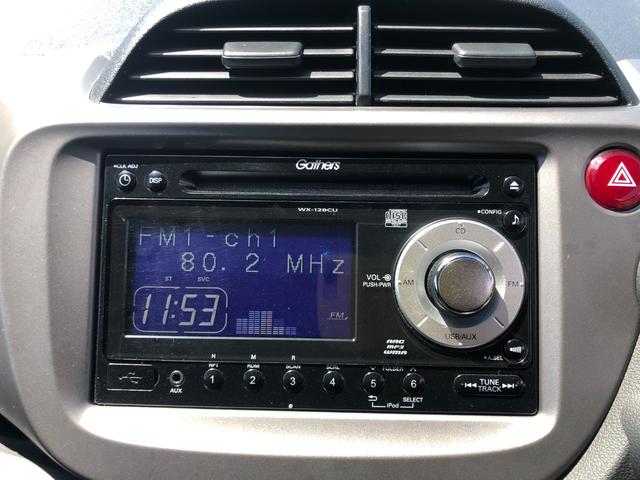 CLK ADJ
DISP
Gathers
WX-128CU
CONFIG
FM1-ch1
80.2 MHz
ST SVC
11:53
FM
VOL
PUSH-PWR
CD
AM
FM
USB/AUX
AAC
MP3
WMA
A.SEL
H M R
RPT RDM SCAN SCRL FOLDER
1 2 3 4 5 6
AUX
iPod
SELECT
TUNE
TRACK